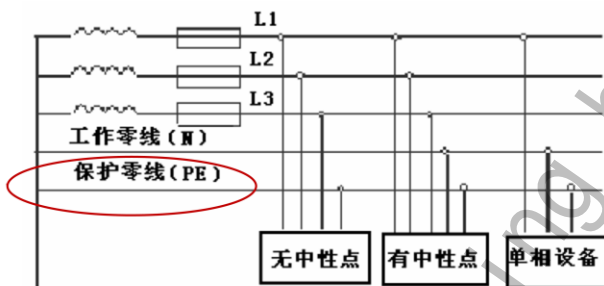 L1
L2
L3
工作零线(N)
保护零线(PE)
无中性点
有中性点
单相设备